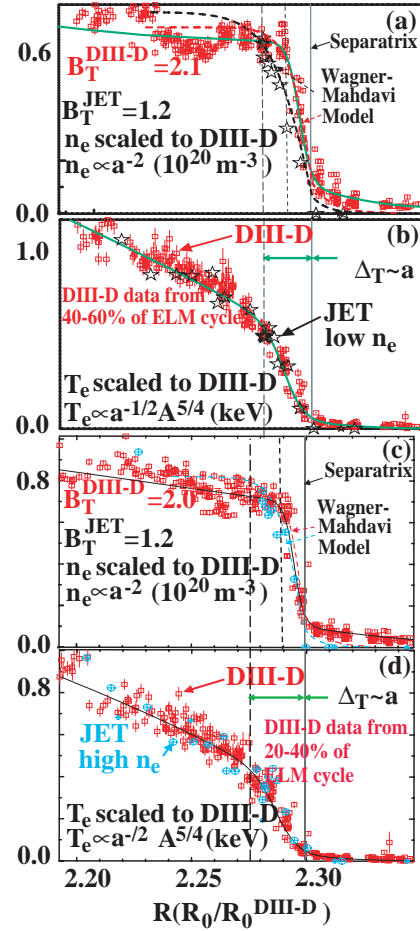 (a)
0.6
Separatrix
B_T^DIII-D=2.1
Wagner-
Mahdavi
Model
B_T^JET=1.2
n_e scaled to DIII-D
n_e∝a^-2 (10^20 m^-3)
0.0
(b)
1.0
DIII-D
Δ_T~a
DIII-D data from
40-60% of ELM cycle
JET
low n_e
T_e scaled to DIII-D
T_e∝a^-1/2A^5/4 (keV)
0.0
(c)
Separatrix
0.8
B_T^DIII-D=2.0
Wagner-
Mahdavi
Model
B_T^JET=1.2
n_e scaled to DIII-D
n_e∝a^-2 (10^20 m^-3)
0.0
(d)
DIII-D
Δ_T~a
0.8
JET
high n_e
DIII-D data from
20-40% of
ELM cycle
T_e scaled to DIII-D
T_e∝a^-/2 A^5/4(keV)
0.0
2.20 2.25 2.30
R(R_0/R_0^DIII-D)